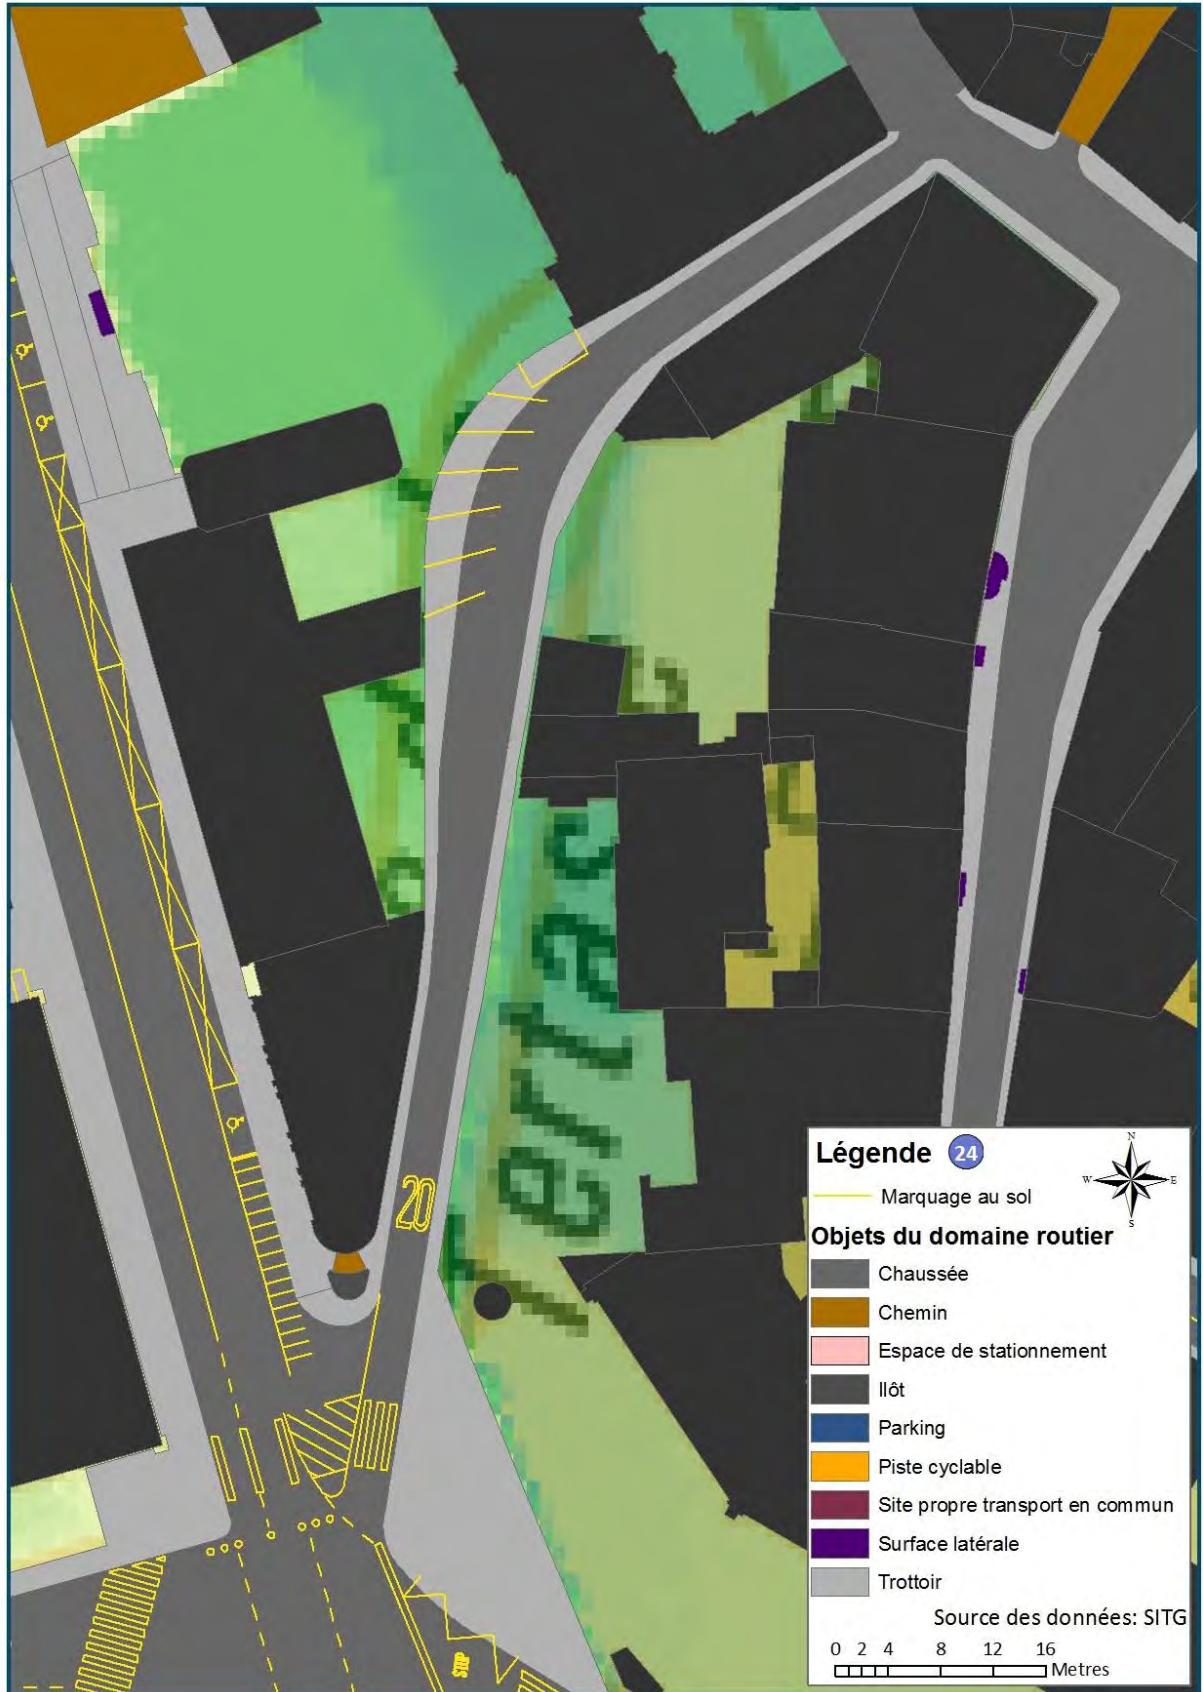 20
STOP
Légende 24
Marquage au sol
Objets du domaine routier
Chaussée
Chemin
Espace de stationnement
Ilôt
Parking
Piste cyclable
Site propre transport en commun
Surface latérale
Trottoir
Source des données: SITG
0 2 4 8 12 16
Metres
N
W E
S